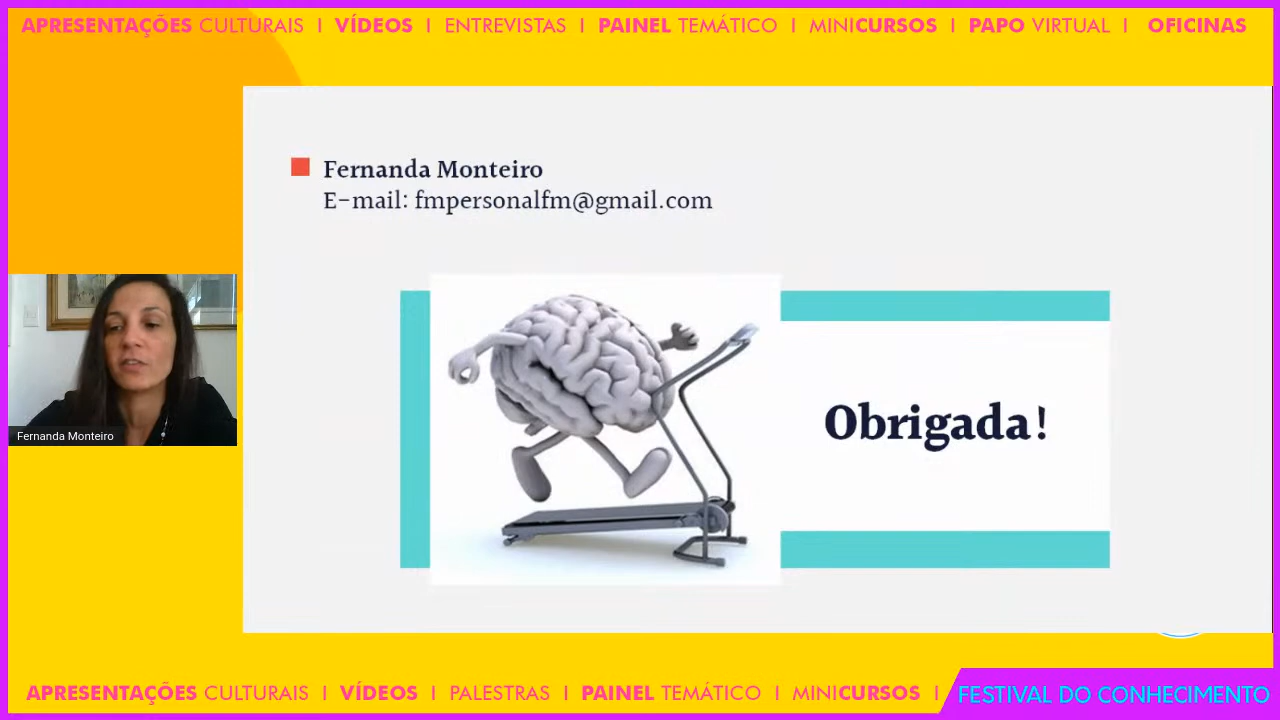 APRESENTAÇÕES CULTURAIS I VÍDEOS I ENTREVISTAS I PAINEL TEMÁTICO I MINICURSOS I PAPO VIRTUAL I OFICINAS
Fernanda Monteiro
E-mail: fmpersonalfm@gmail.com
Obrigada!
Fernanda Monteiro
APRESENTAÇÕES CULTURAIS I VÍDEOS I PALESTRAS I PAINEL TEMÁTICO I MINICURSOS I
FESTIVAL DO CONHECIMENTO